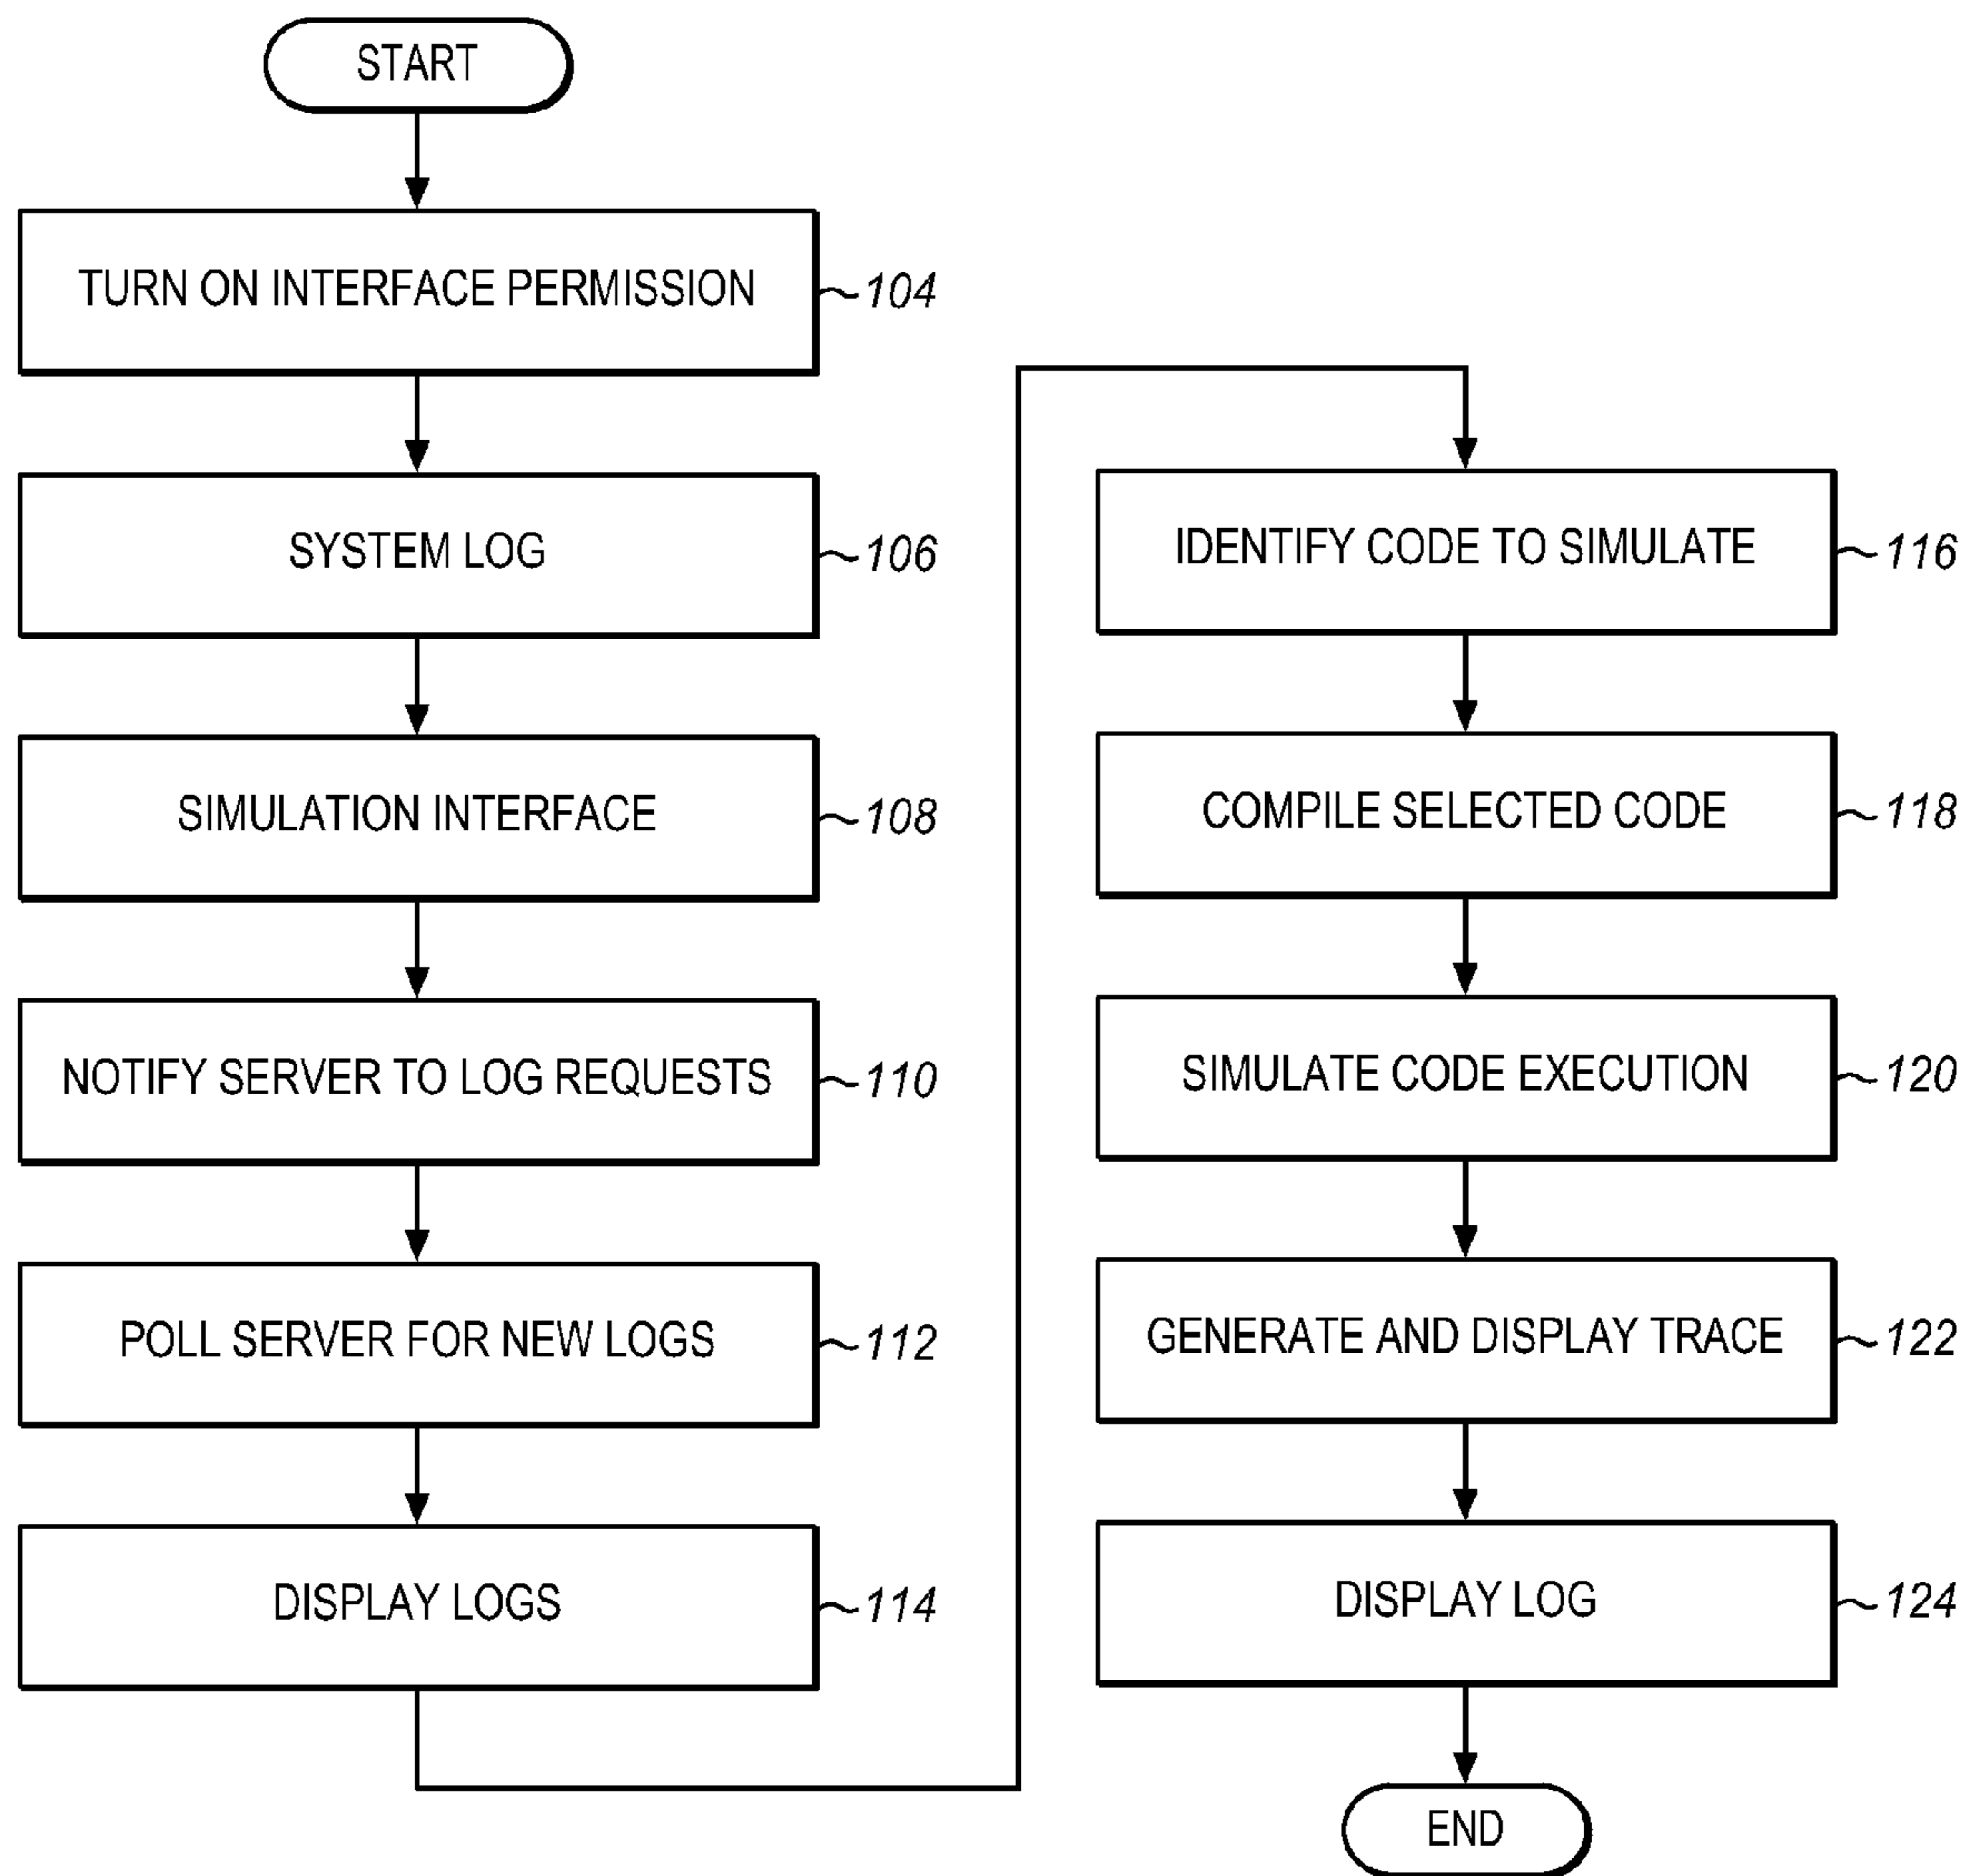 START
TURN ON INTERFACE PERMISSION
104
SYSTEM LOG
106
SIMULATION INTERFACE
108
NOTIFY SERVER TO LOG REQUESTS
110
POLL SERVER FOR NEW LOGS
112
DISPLAY LOGS
114
IDENTIFY CODE TO SIMULATE
116
COMPILE SELECTED CODE
118
SIMULATE CODE EXECUTION
120
GENERATE AND DISPLAY TRACE
122
DISPLAY LOG
124
END